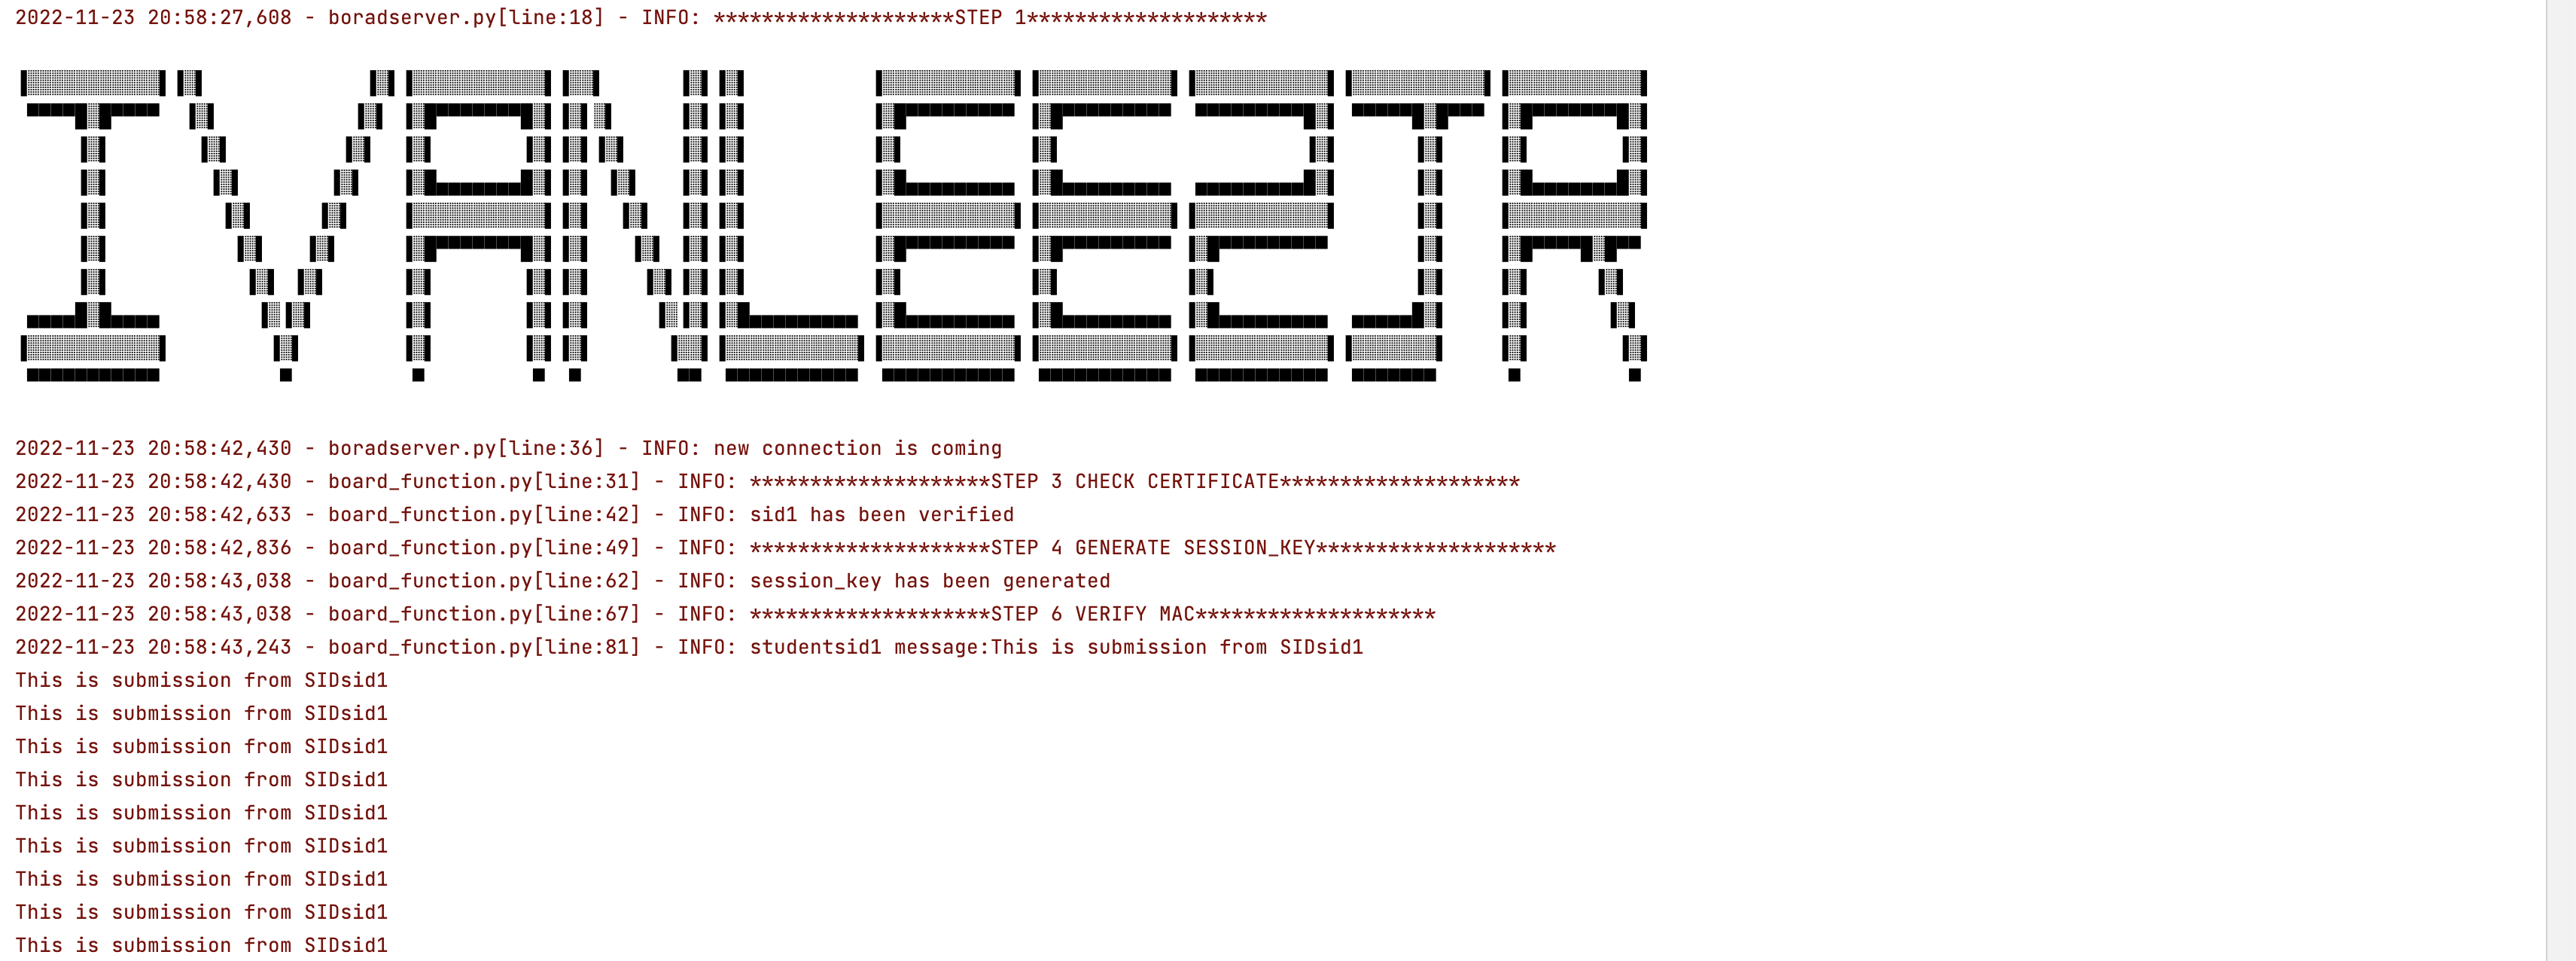 2022-11-23 20:58:27,608 - boradserver.py[line:18] - INFO: ********************STEP 1********************
IVANLEE2JR
2022-11-23 20:58:42,430 - boradserver.py[line:36] - INFO: new connection is coming
2022-11-23 20:58:42,430 - board_function.py[line:31] - INFO: ********************STEP 3 CHECK CERTIFICATE********************
2022-11-23 20:58:42,633 - board_function.py[line:42] - INFO: sid1 has been verified
2022-11-23 20:58:42,836 - board_function.py[line:49] - INFO: ********************STEP 4 GENERATE SESSION_KEY********************
2022-11-23 20:58:43,038 - board_function.py[line:62] - INFO: session_key has been generated
2022-11-23 20:58:43,038 - board_function.py[line:67] - INFO: ********************STEP 6 VERIFY MAC********************
2022-11-23 20:58:43,243 - board_function.py[line:81] - INFO: studentsid1 message:This is submission from SIDsid1
This is submission from SIDsid1
This is submission from SIDsid1
This is submission from SIDsid1
This is submission from SIDsid1
This is submission from SIDsid1
This is submission from SIDsid1
This is submission from SIDsid1
This is submission from SIDsid1
This is submission from SIDsid1